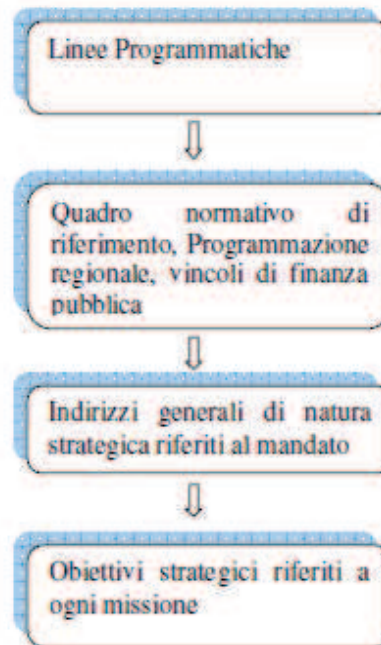 Linee Programmatiche
Quadro normativo di
riferimento, Programmazione
regionale, vincoli di finanza
pubblica
Indirizzi generali di natura
strategica riferiti al mandato
Obiettivi strategici riferiti a
ogni missione